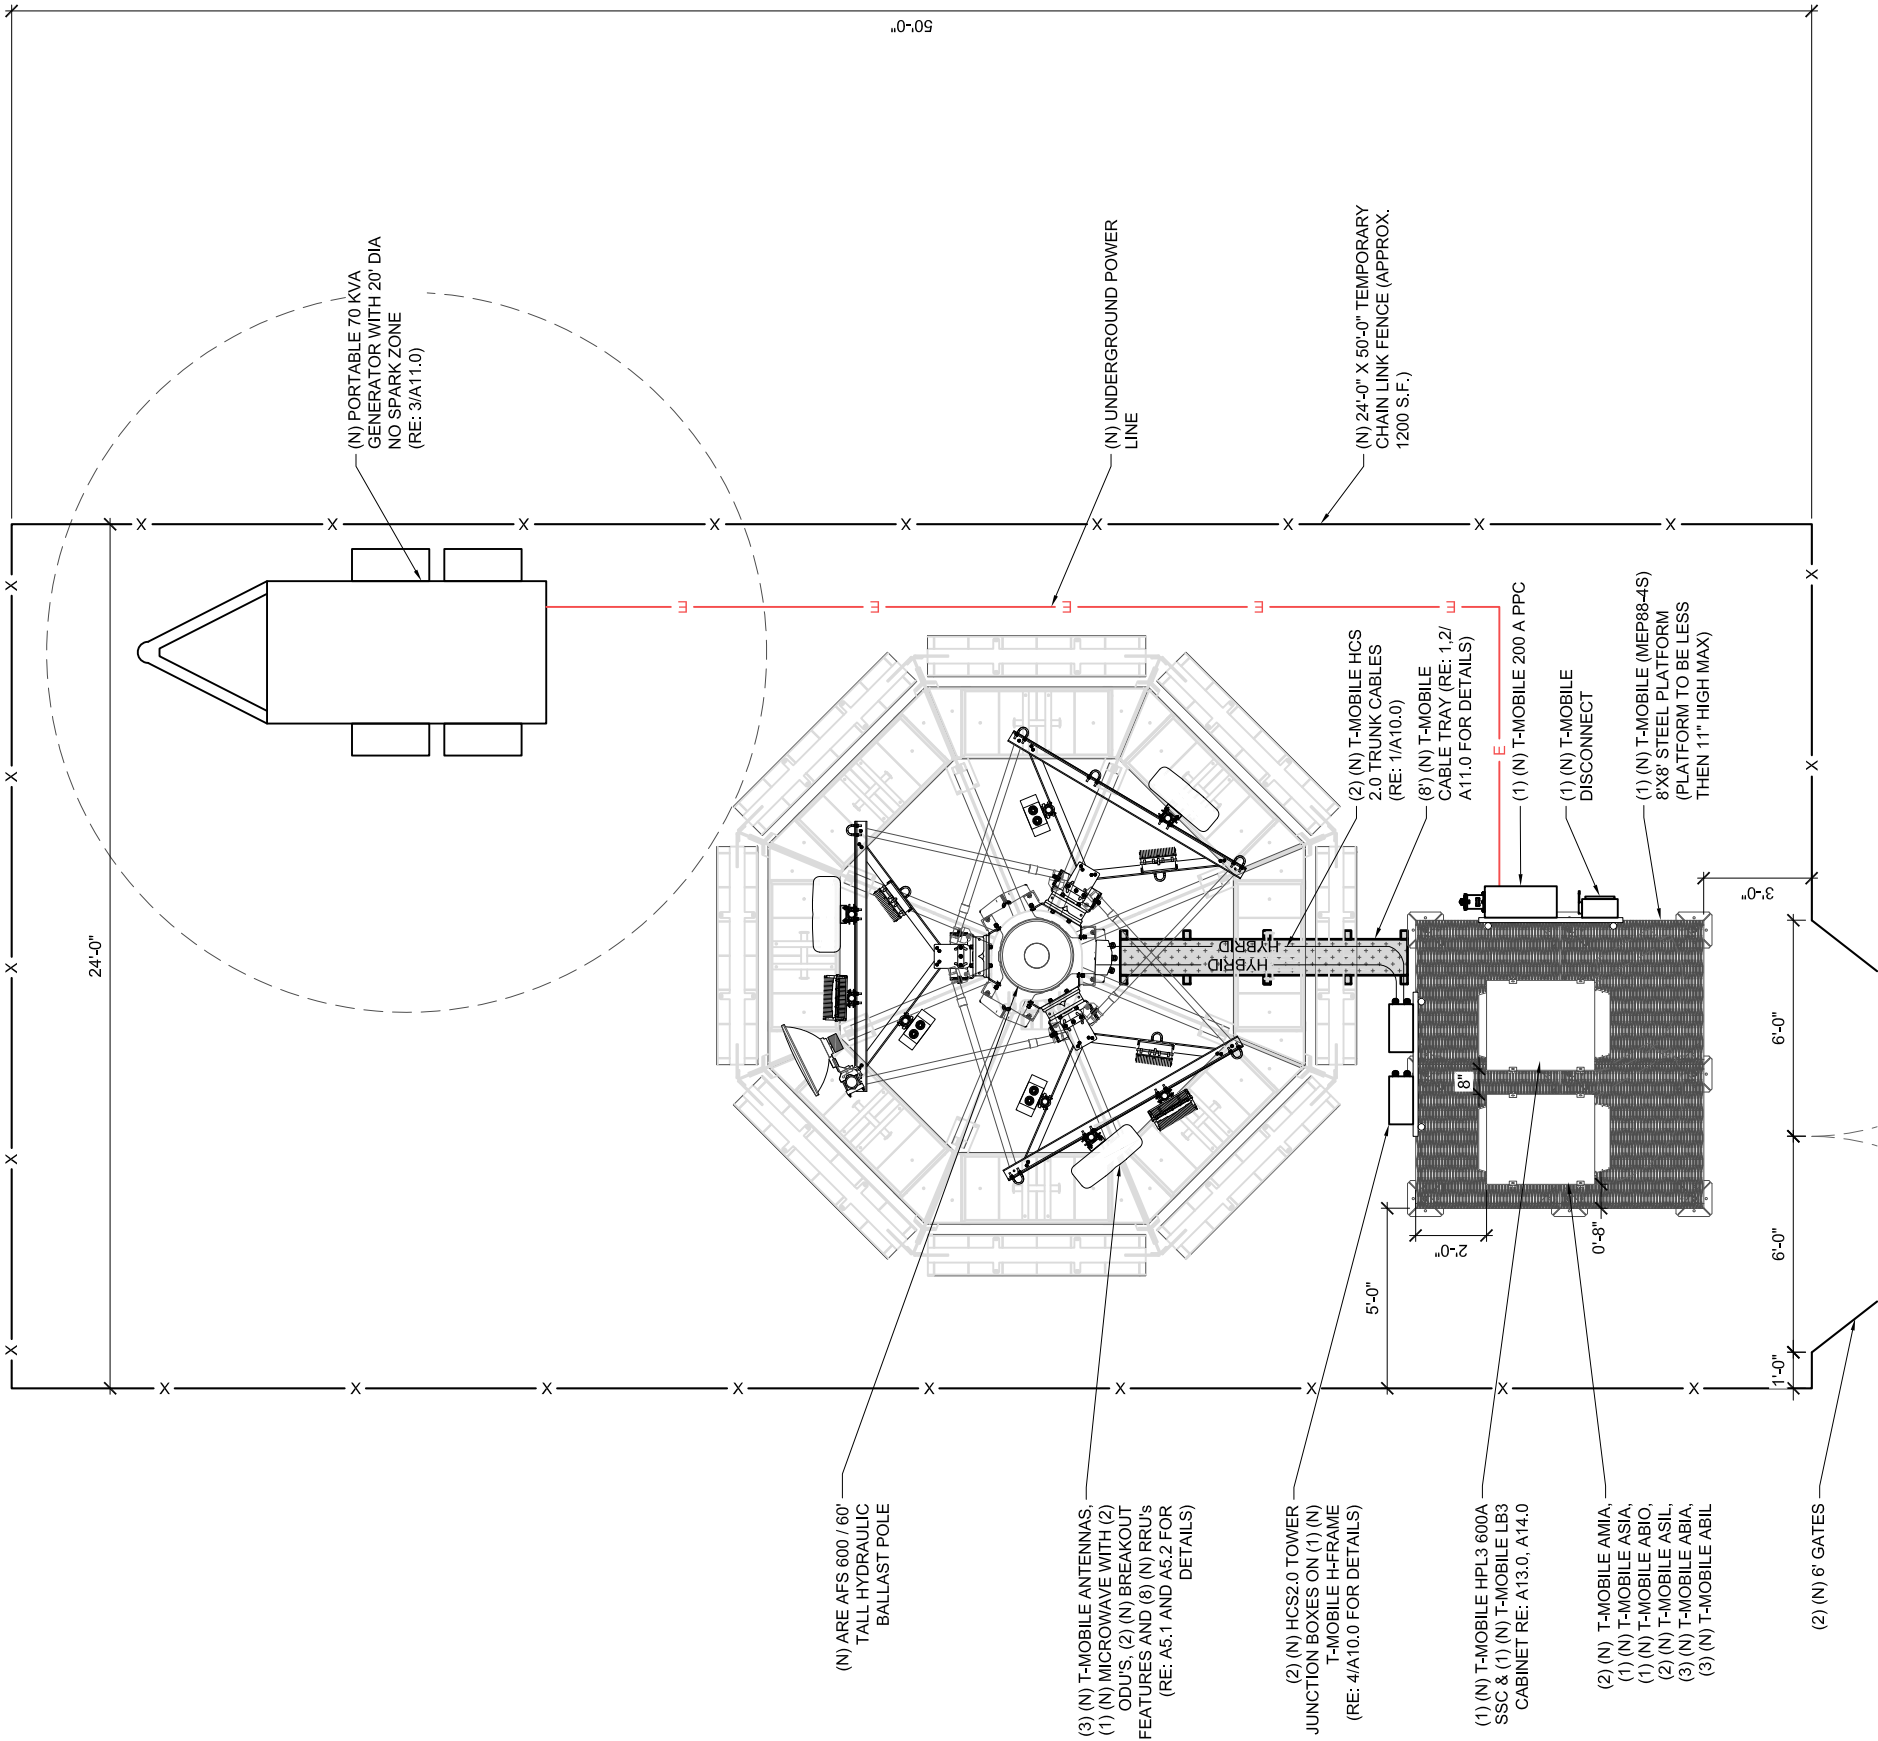 50'-0"
24'-0"
(N) PORTABLE 70 KVA
GENERATOR WITH 20' DIA
NO SPARK ZONE
(RE: 3/A11.0)
(N) UNDERGROUND POWER
LINE
(N) 24'-0" X 50'-0" TEMPORARY
CHAIN LINK FENCE (APPROX.
1200 S.F.)
(2) (N) T-MOBILE HCS
2.0 TRUNK CABLES
(RE: 1/A10.0)
(8') (N) T-MOBILE
CABLE TRAY (RE: 1,2/
A11.0 FOR DETAILS)
(1) (N) T-MOBILE 200 A PPC
(1) (N) T-MOBILE
DISCONNECT
(1) (N) T-MOBILE (MEP88-4S)
8'X8' STEEL PLATFORM
(PLATFORM TO BE LESS
THEN 11" HIGH MAX)
HYBRID
HYBRID
X X X X X
X X X X X X X X X
X X
X X X X X X X X X
E E E E E
E
3'-0"
6'-0"
6'-0"
1'-0"
5'-0"
2'-0"
0'-8"
8"
(N) ARE AFS 600 / 60'
TALL HYDRAULIC
BALLAST POLE
(3) (N) T-MOBILE ANTENNAS,
(1) (N) MICROWAVE WITH (2)
ODU'S, (2) (N) BREAKOUT
FEATURES AND (8) (N) RRU's
(RE: A5.1 AND A5.2 FOR
DETAILS)
(2) (N) HCS2.0 TOWER
JUNCTION BOXES ON (1) (N)
T-MOBILE H-FRAME
(RE: 4/A10.0 FOR DETAILS)
(1) (N) T-MOBILE HPL3 600A
SSC & (1) (N) T-MOBILE LB3
CABINET RE: A13.0, A14.0
(2) (N) T-MOBILE AMIA,
(1) (N) T-MOBILE ASIA,
(1) (N) T-MOBILE ABIO,
(2) (N) T-MOBILE ASIL,
(3) (N) T-MOBILE ABIA,
(3) (N) T-MOBILE ABIL
(2) (N) 6' GATES